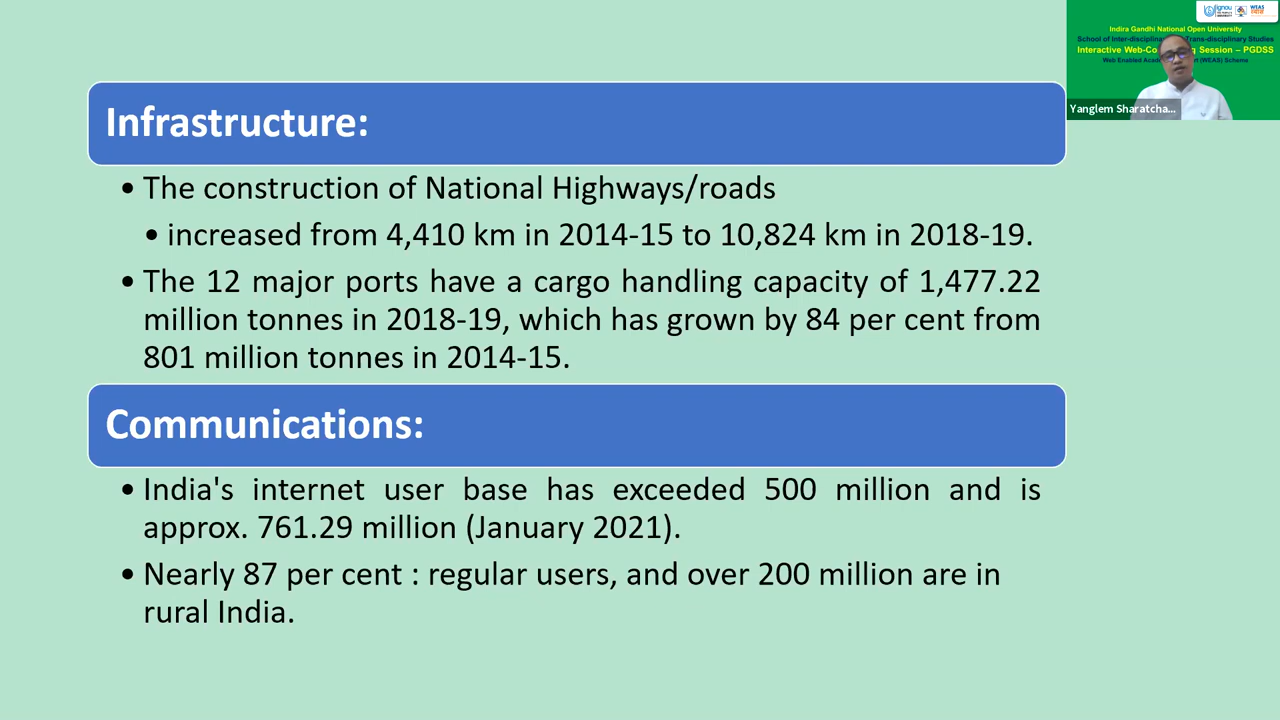 Infrastructure:
• The construction of National Highways/roads
• increased from 4,410 km in 2014-15 to 10,824 km in 2018-19.
• The 12 major ports have a cargo handling capacity of 1,477.22
million tonnes in 2018-19, which has grown by 84 per cent from
801 million tonnes in 2014-15.
Communications:
• India's internet user base has exceeded 500 million and is
approx. 761.29 million (January 2021).
• Nearly 87 per cent : regular users, and over 200 million are in
rural India.
ignou
WEAS
Indira Gandhi National Open University
School of Inter-disciplina Trans-disciplinary Studies
Interactive Web-Co g Session – PGDSS
Web Enabled Acad t (WEAS) Scheme
Yanglem Sharatcha...